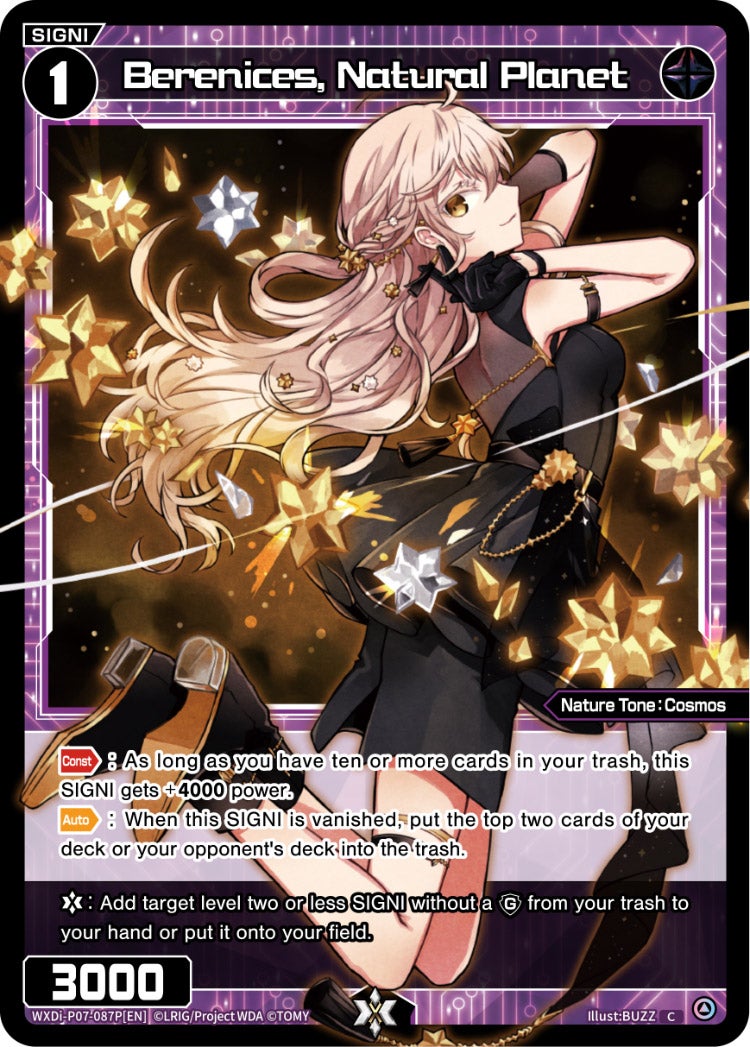 SIGNI
1
Berenices, Natural Planet
Nature Tone:Cosmos
Const : As long as you have ten or more cards in your trash, this
SIGNI gets +4000 power.
Auto : When this SIGNI is vanished, put the top two cards of your
deck or your opponent's deck into the trash.
: Add target level two or less SIGNI without a G from your trash to
your hand or put it onto your field.
3000
WXDi-P07-087P[EN] ©LRIG/Project WDA ©TOMY
Illust:BUZZ C